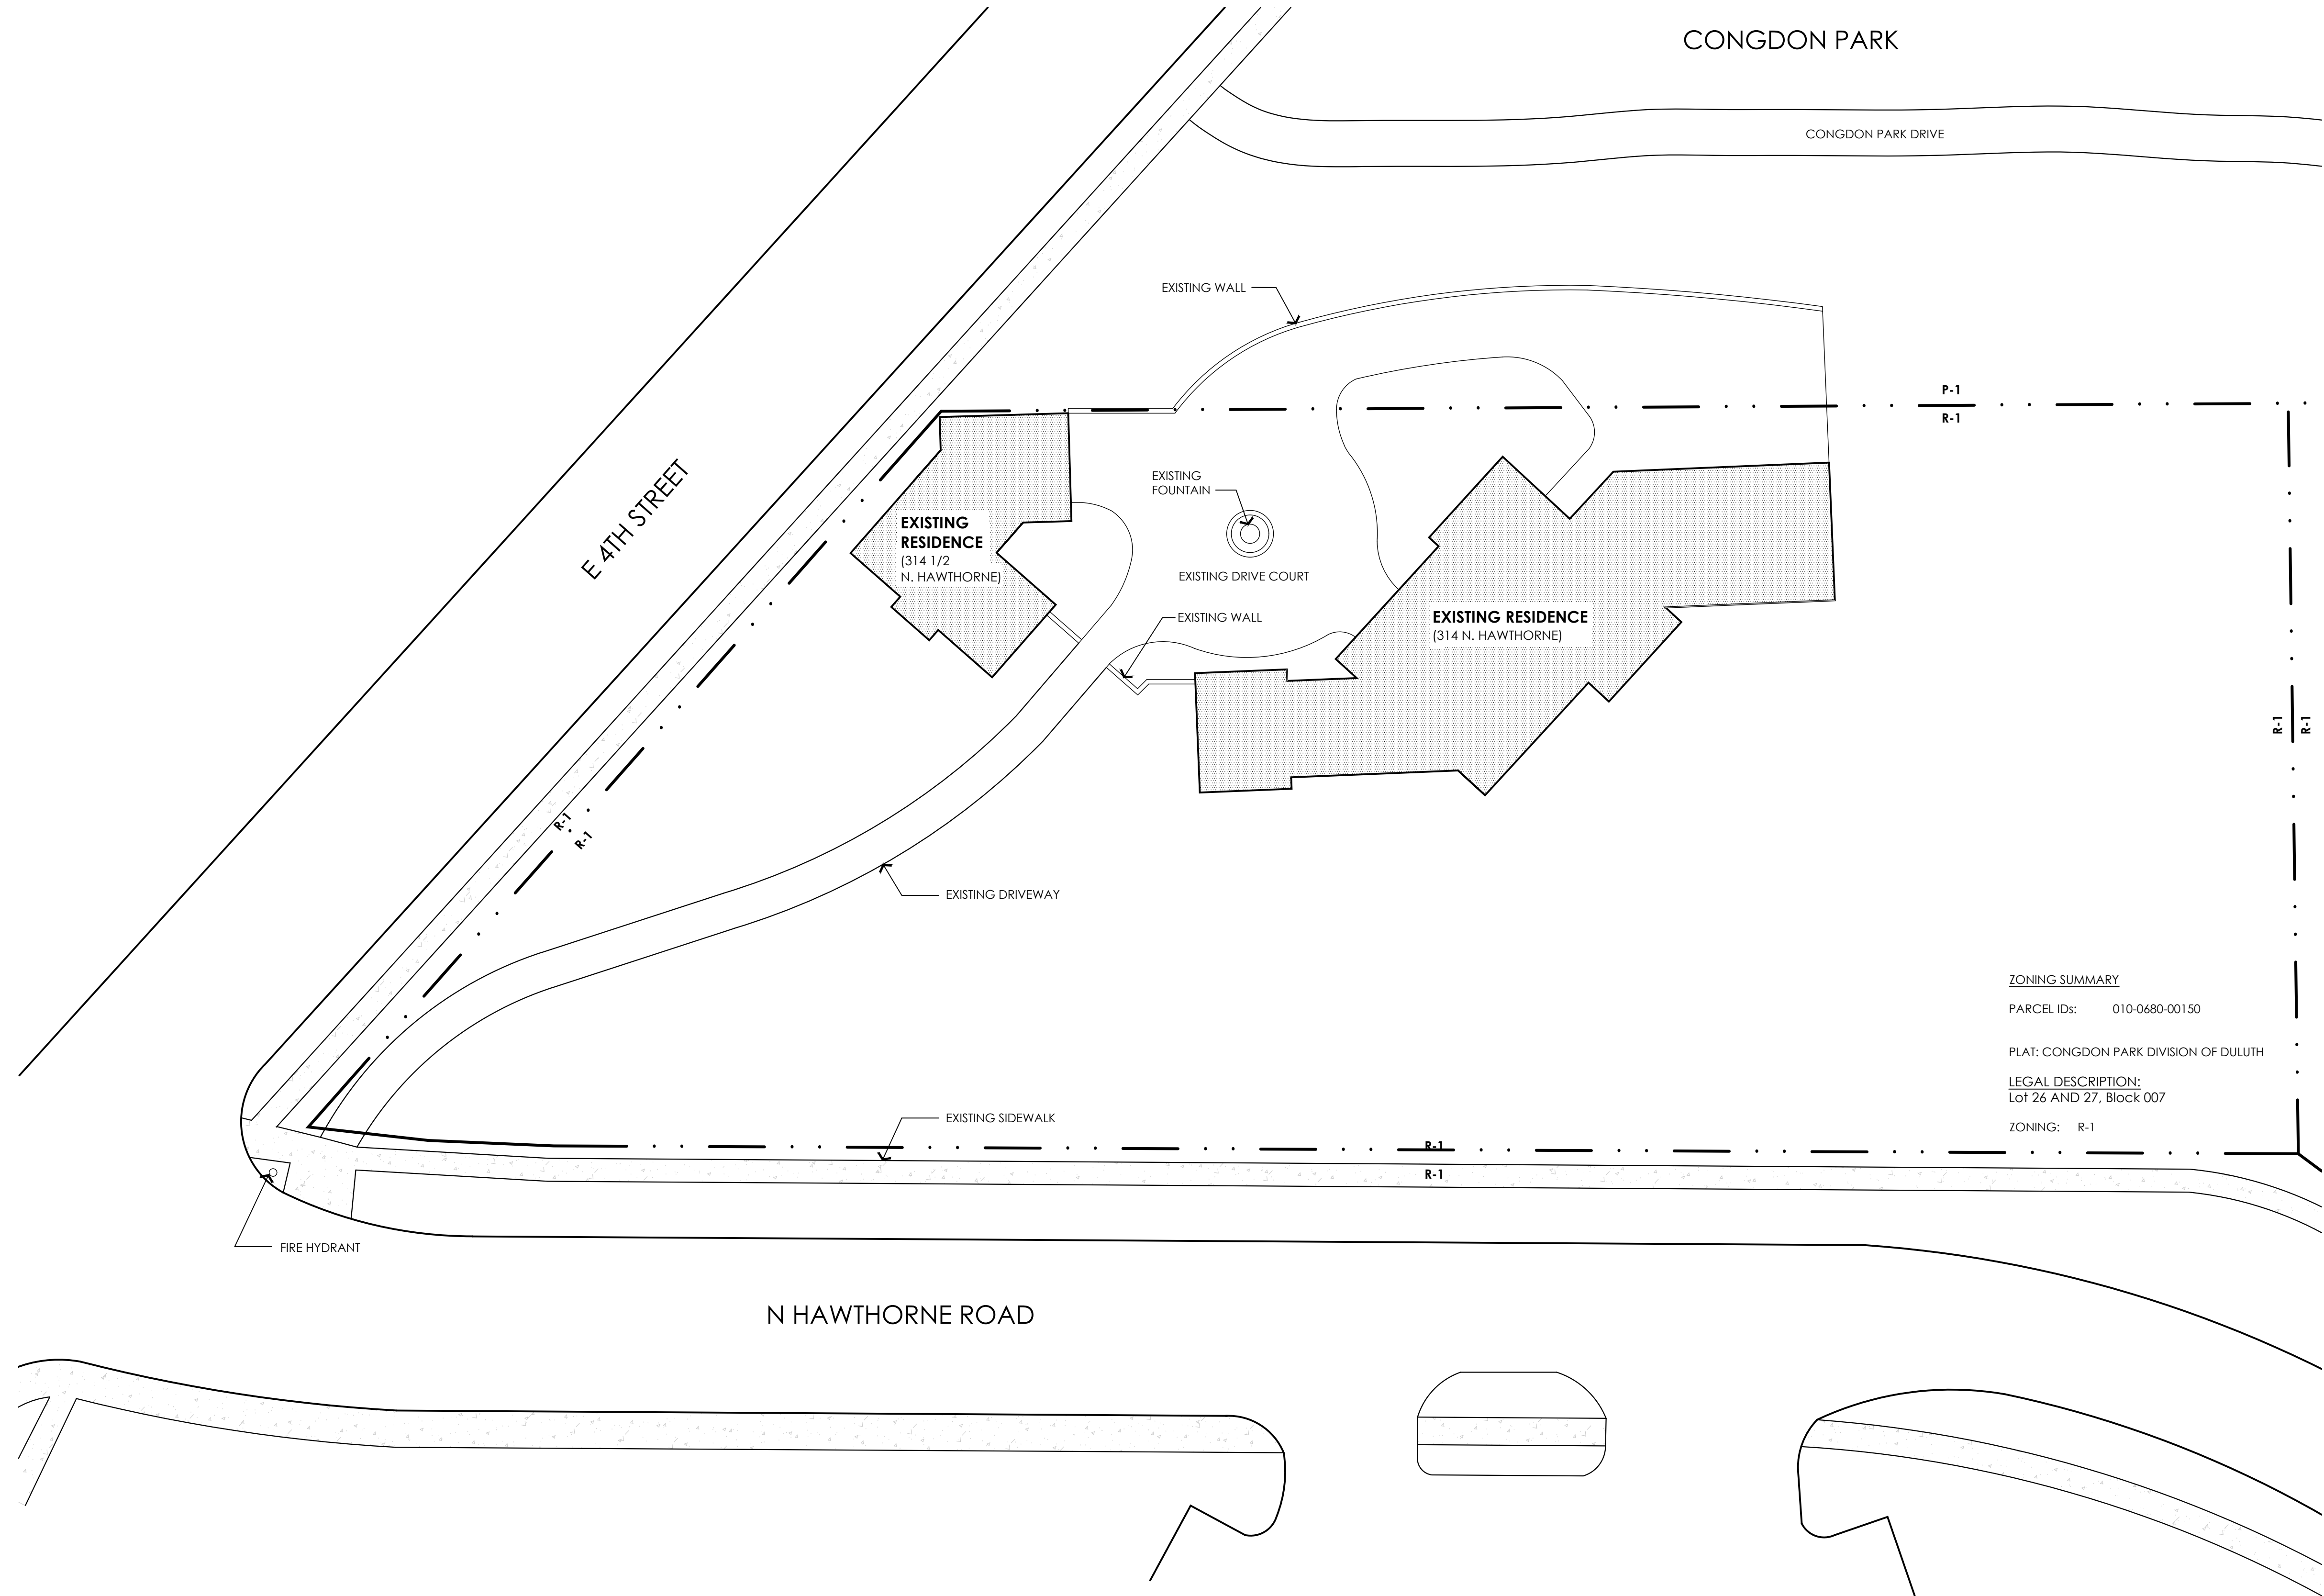 CONGDON PARK
CONGDON PARK DRIVE
EXISTING WALL
P-1
R-1
E 4TH STREET
EXISTING
FOUNTAIN
EXISTING
RESIDENCE
(314 1/2
N. HAWTHORNE)
EXISTING DRIVE COURT
EXISTING WALL
EXISTING RESIDENCE
(314 N. HAWTHORNE)
R-1
R-1
R-1
R-1
EXISTING DRIVEWAY
ZONING SUMMARY
PARCEL IDs: 010-0680-00150
PLAT: CONGDON PARK DIVISION OF DULUTH
LEGAL DESCRIPTION:
Lot 26 AND 27, Block 007
ZONING: R-1
EXISTING SIDEWALK
R-1
R-1
FIRE HYDRANT
N HAWTHORNE ROAD